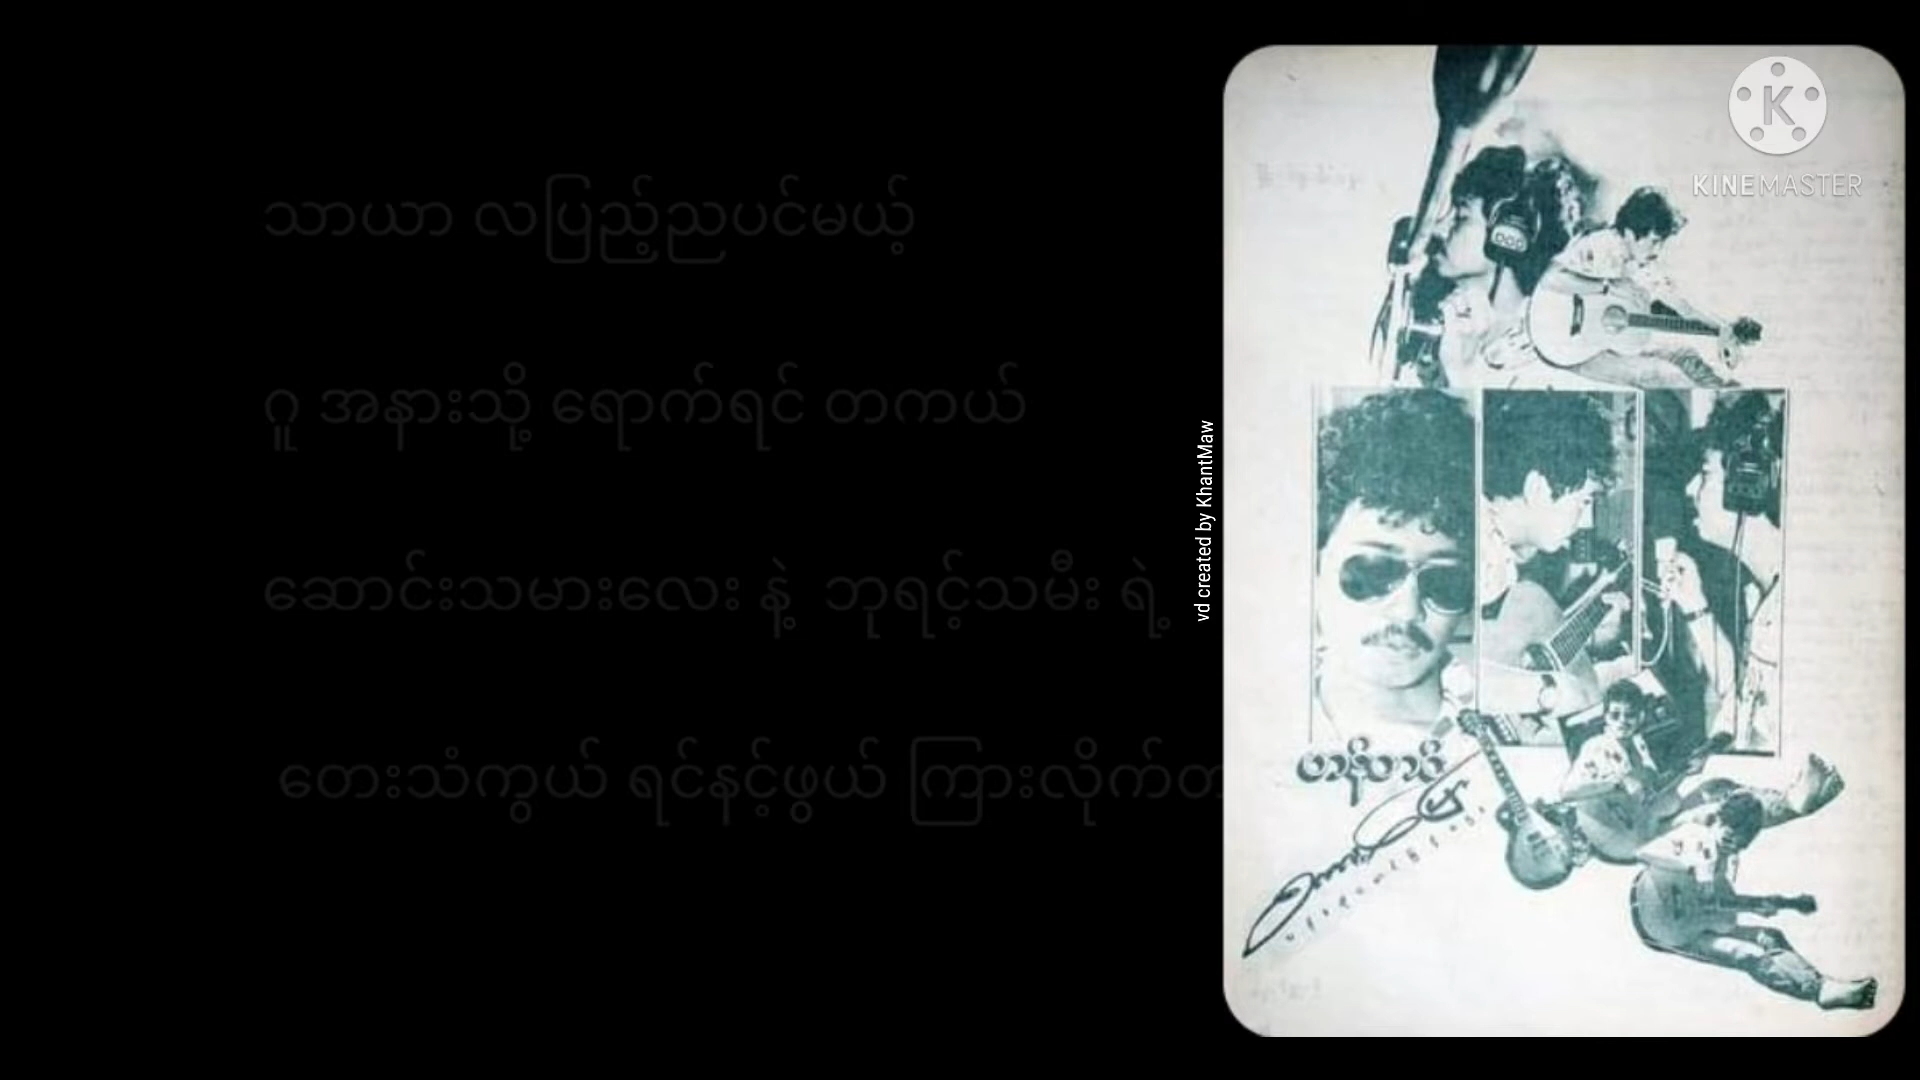 သာယာ လပြည့်ညပင်မယ့်
ဂူ အနားသို့ ရောက်ရင် တကယ်
ဆောင်းသမားလေး နဲ့ ဘုရင့်သမီး ရဲ့
တေးသံကွယ် ရင်နင့်ဖွယ် ကြားလိုက်တ
vd created by KhantMaw
KINEMASTER